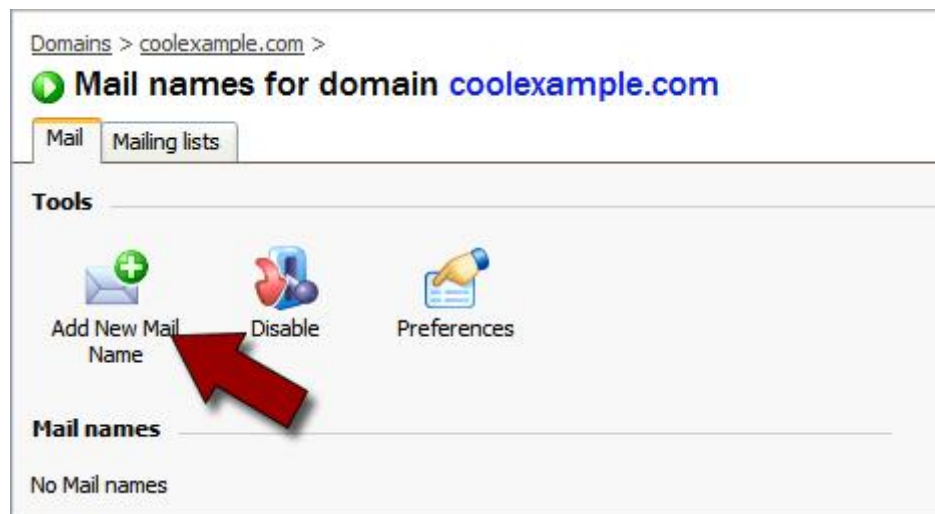 Domains > coolexample.com >
Mail names for domain coolexample.com
Mail Mailing lists
Tools
Add New Mail Disable Preferences
Name
Mail names
No Mail names